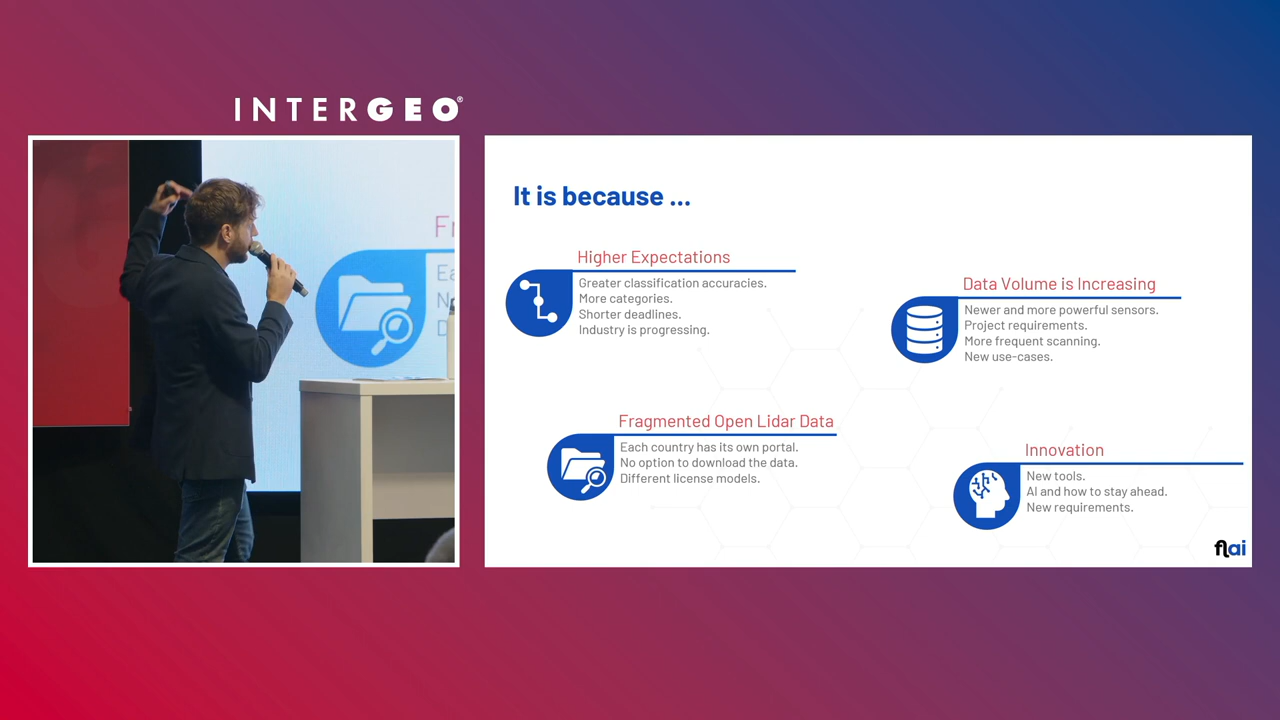 INTERGEO®
It is because ...
Higher Expectations
Greater classification accuracies.
More categories.
Shorter deadlines.
Industry is progressing.
Data Volume is Increasing
Newer and more powerful sensors.
Project requirements.
More frequent scanning.
New use-cases.
Fragmented Open Lidar Data
Each country has its own portal.
No option to download the data.
Different license models.
Innovation
New tools.
AI and how to stay ahead.
New requirements.
flai
Fr
Ea
N
D